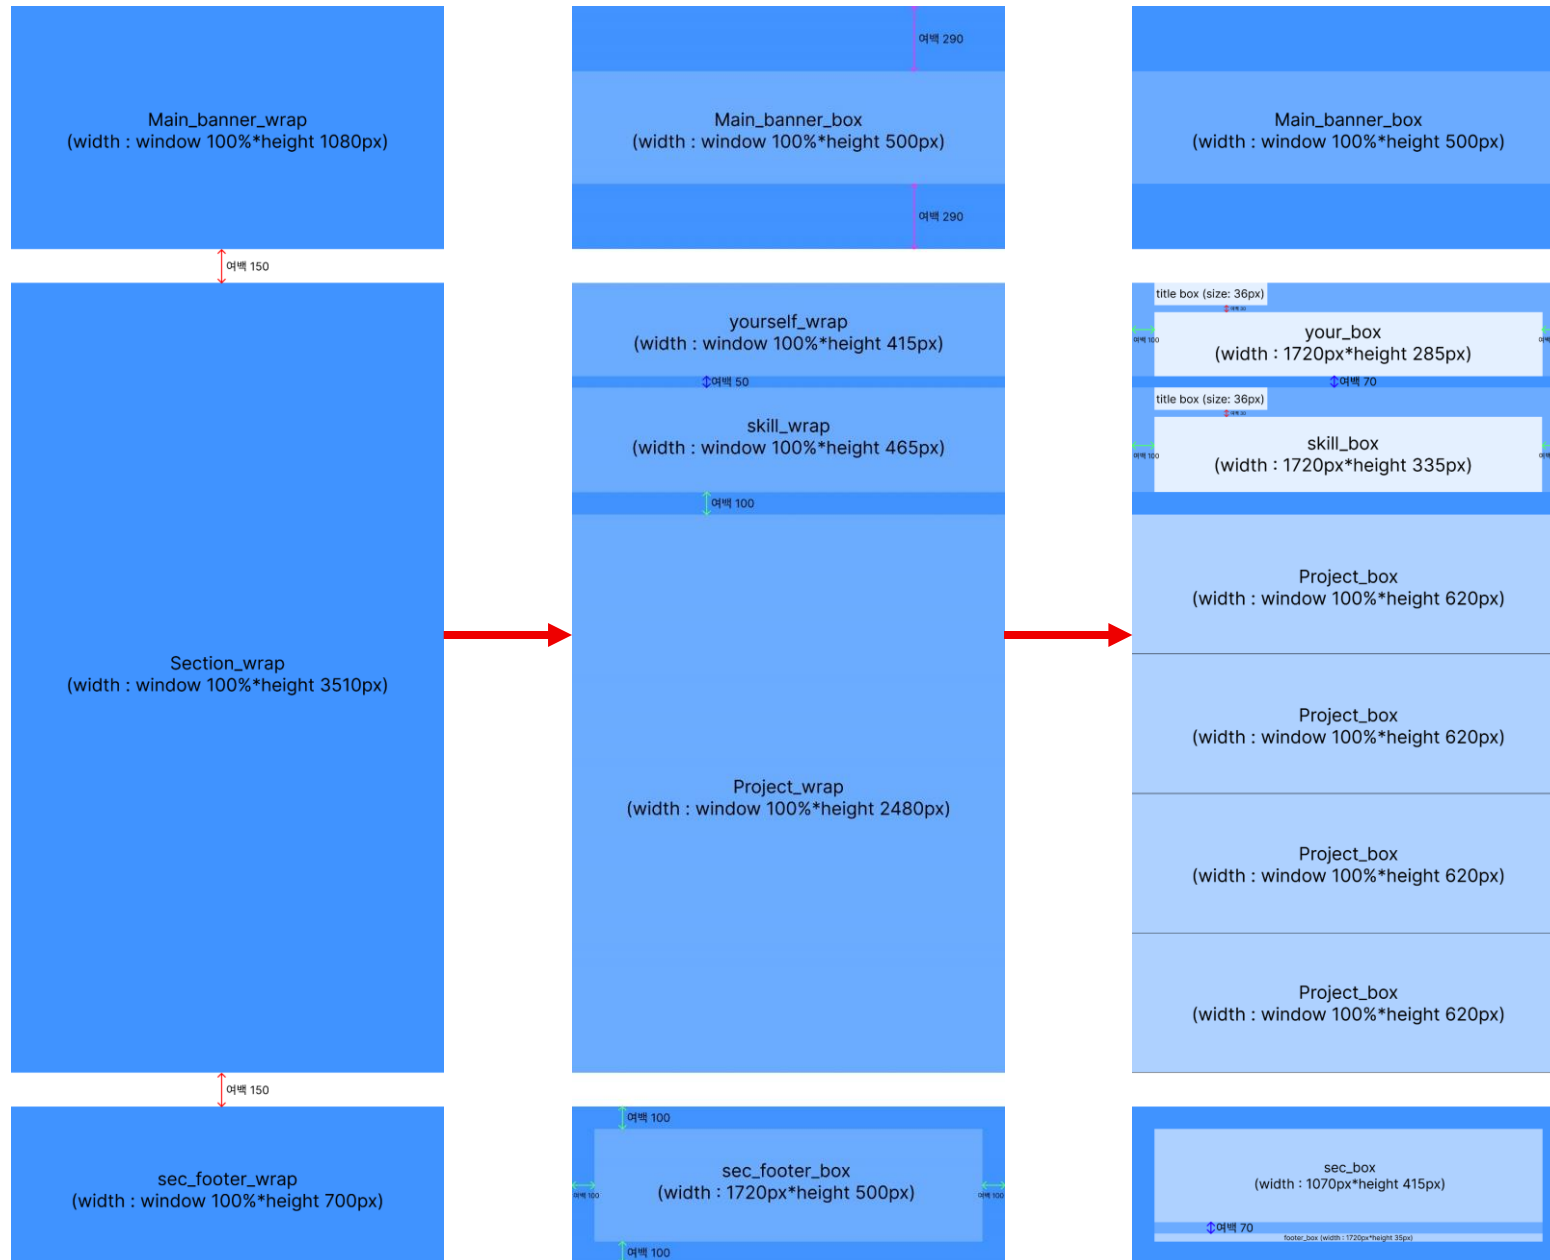 Main_banner_wrap
(width : window 100%*height 1080px)
여백 150
Section_wrap
(width : window 100%*height 3510px)
여백 150
sec_footer_wrap
(width : window 100%*height 700px)
여백 290
Main_banner_box
(width : window 100%*height 500px)
여백 290
yourself_wrap
(width : window 100%*height 415px)
여백 50
skill_wrap
(width : window 100%*height 465px)
여백 100
Project_wrap
(width : window 100%*height 2480px)
여백 100
sec_footer_box
(width : 1720px*height 500px)
여백 100
여백 100
여백 100
Main_banner_box
(width : window 100%*height 500px)
title box (size: 36px)
your_box
(width : 1720px*height 285px)
여백 100
여백 70
title box (size: 36px)
skill_box
(width : 1720px*height 335px)
여백 100
Project_box
(width : window 100%*height 620px)
Project_box
(width : window 100%*height 620px)
Project_box
(width : window 100%*height 620px)
Project_box
(width : window 100%*height 620px)
sec_box
(width : 1070px*height 415px)
여백 70
footer_box (width : 1720px*height 35px)